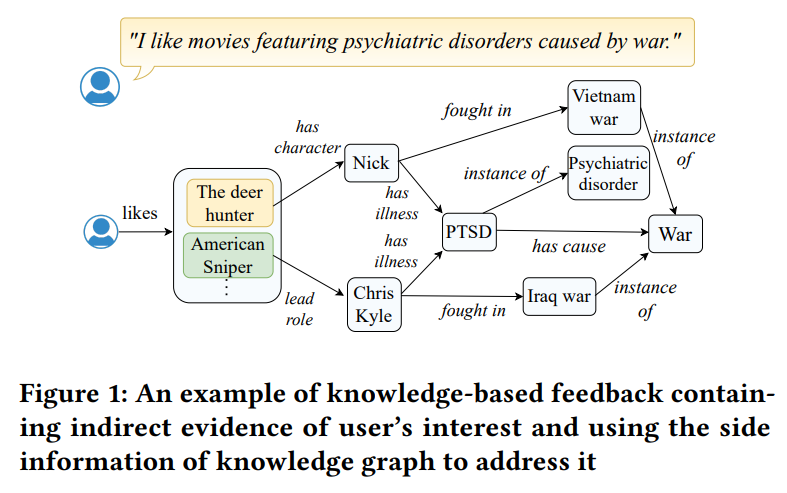 "I like movies featuring psychiatric disorders caused by war."
likes
The deer
hunter
American
Sniper
⋮
has
character
lead
role
Nick
Chris
Kyle
fought in
has
illness
has
illness
fought in
PTSD
instance of
has cause
Vietnam
war
Psychiatric
disorder
Iraq war
instance
of
War
instance
of
Figure 1: An example of knowledge-based feedback contain-
ing indirect evidence of user's interest and using the side
information of knowledge graph to address it